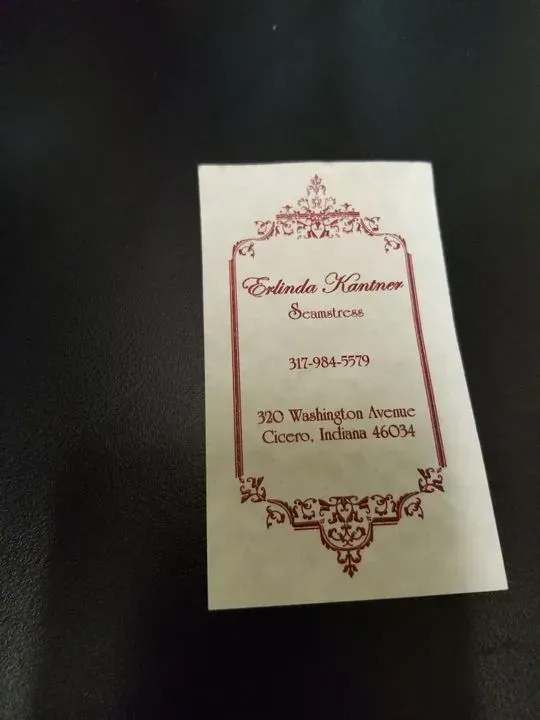 Erlinda Kantner
Seamstress
317-984-5579
320 Washington Avenue
Cicero, Indiana 46034